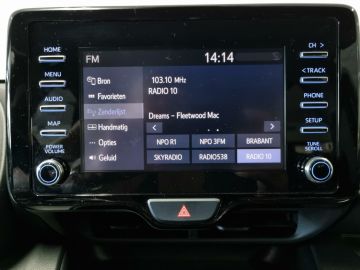 HOME
MENU
AUDIO
MAP
POWER
VOLUME
FM
14:14
Bron
Favorieten
Zenderlijst
Handmatig
Opties
Geluid
103.10 MHz
RADIO 10
Dreams - Fleetwood Mac
NPO R1
NPO 3FM
BRABANT
SKYRADIO
RADIO538
RADIO 10
CH >
< TRACK
PHONE
SETUP
TUNE
SCROLL